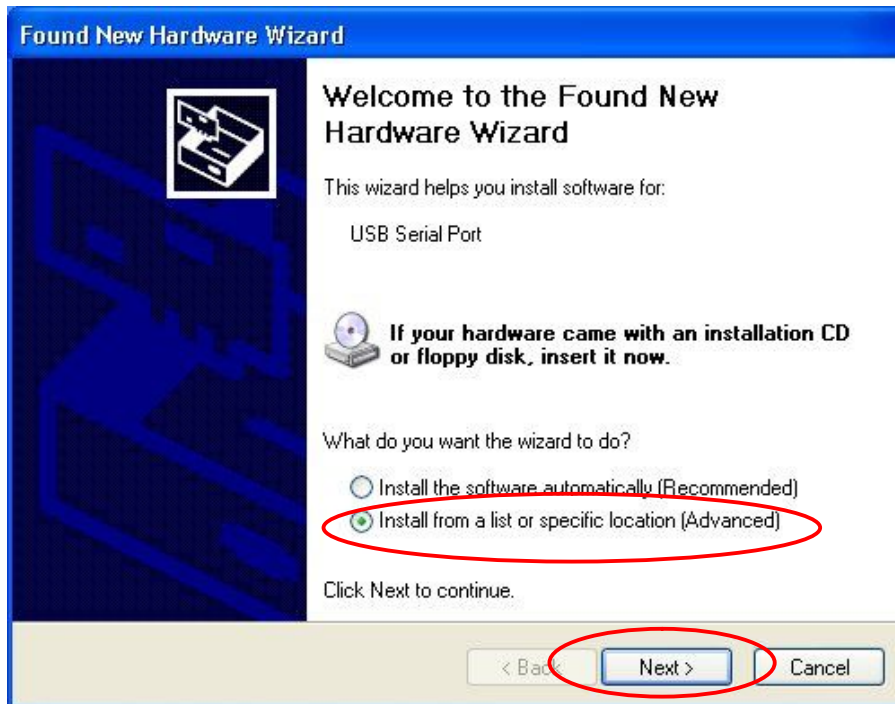 Found New Hardware Wizard
Welcome to the Found New
Hardware Wizard
This wizard helps you install software for:
USB Serial Port
If your hardware came with an installation CD
or floppy disk, insert it now.
What do you want the wizard to do?
Install the software automatically (Recommended)
Install from a list or specific location (Advanced)
Click Next to continue.
< Back
Next >
Cancel